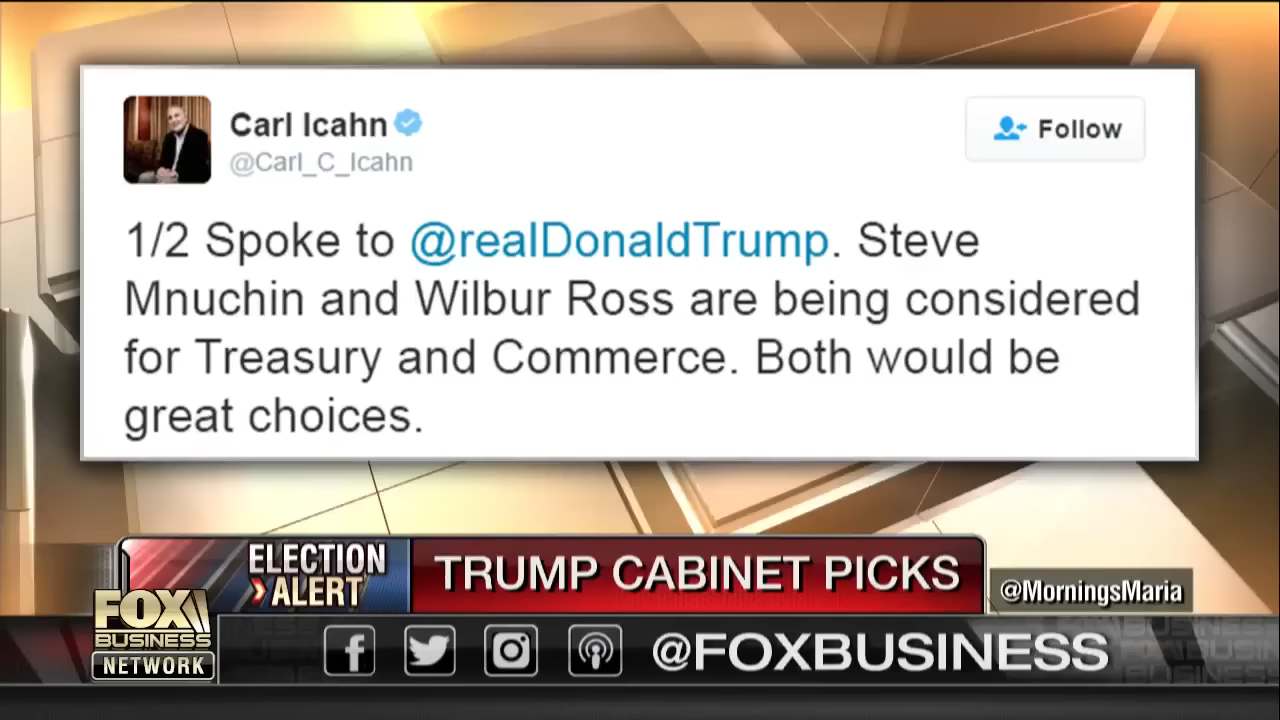 Carl Icahn
@Carl_C_Icahn
Follow
1/2 Spoke to @realDonaldTrump. Steve
Mnuchin and Wilbur Ross are being considered
for Treasury and Commerce. Both would be
great choices.
ELECTION
ALERT
TRUMP CABINET PICKS
@MorningsMaria
FOX
BUSINESS
NETWORK
@FOXBUSINESS